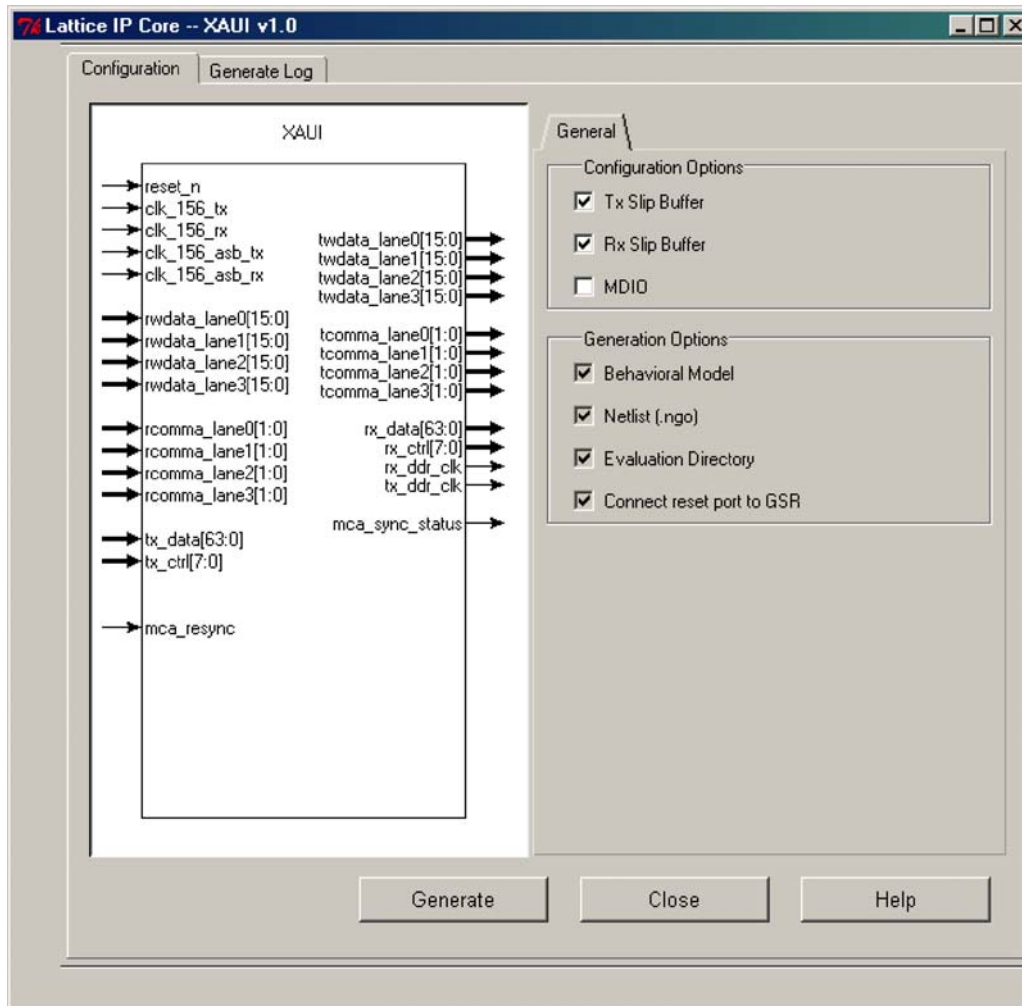 Lattice IP Core -- XAUI v1.0
Configuration
Generate Log
XAUI
reset_n
clk_156_tx
clk_156_rx
clk_156_asb_tx
clk_156_asb_rx
rwdata_lane0[15:0]
rwdata_lane1[15:0]
rwdata_lane2[15:0]
rwdata_lane3[15:0]
rcomma_lane0[1:0]
rcomma_lane1[1:0]
rcomma_lane2[1:0]
rcomma_lane3[1:0]
tx_data[63:0]
tx_ctrl[7:0]
mca_resync
twdata_lane0[15:0]
twdata_lane1[15:0]
twdata_lane2[15:0]
twdata_lane3[15:0]
tcomma_lane0[1:0]
tcomma_lane1[1:0]
tcomma_lane2[1:0]
tcomma_lane3[1:0]
rx_data[63:0]
rx_ctrl[7:0]
rx_ddr_clk
tx_ddr_clk
mca_sync_status
General
Configuration Options
Tx Slip Buffer
Rx Slip Buffer
MDIO
Generation Options
Behavioral Model
Netlist (.ngo)
Evaluation Directory
Connect reset port to GSR
Generate
Close
Help